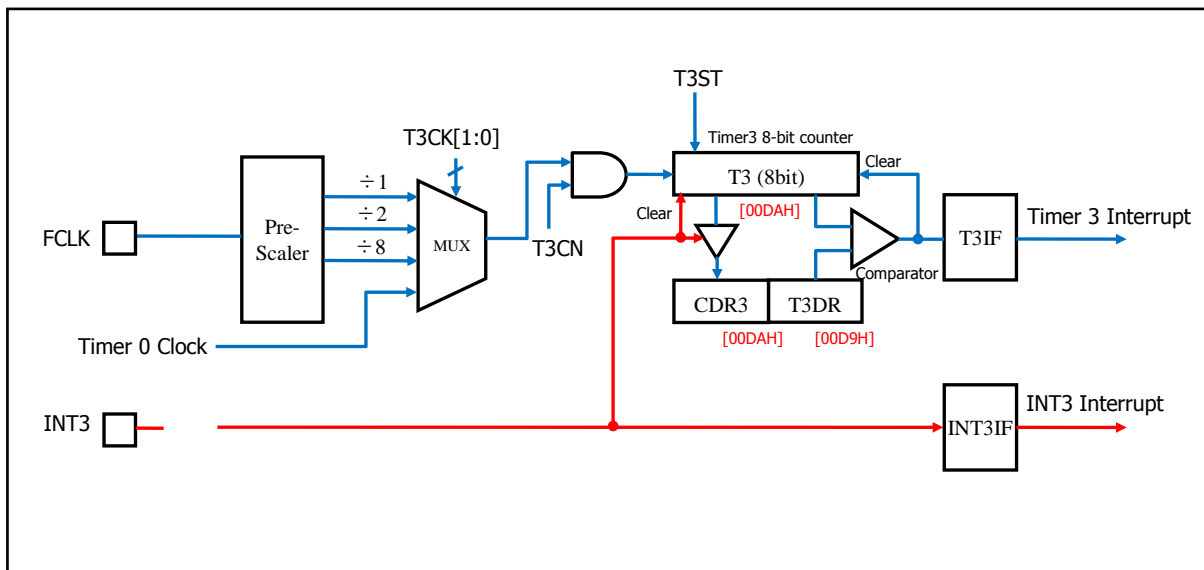 T3ST
T3CK[1:0]
Timer3 8-bit counter
Clear
T3 (8bit)
÷1
÷2
÷8
Pre-
Scaler
FCLK
MUX
T3CN
Clear
[00DAH]
Comparator
T3IF
Timer 3 Interrupt
CDR3
T3DR
[00DAH]
[00D9H]
Timer 0 Clock
INT3
INT3IF
INT3 Interrupt